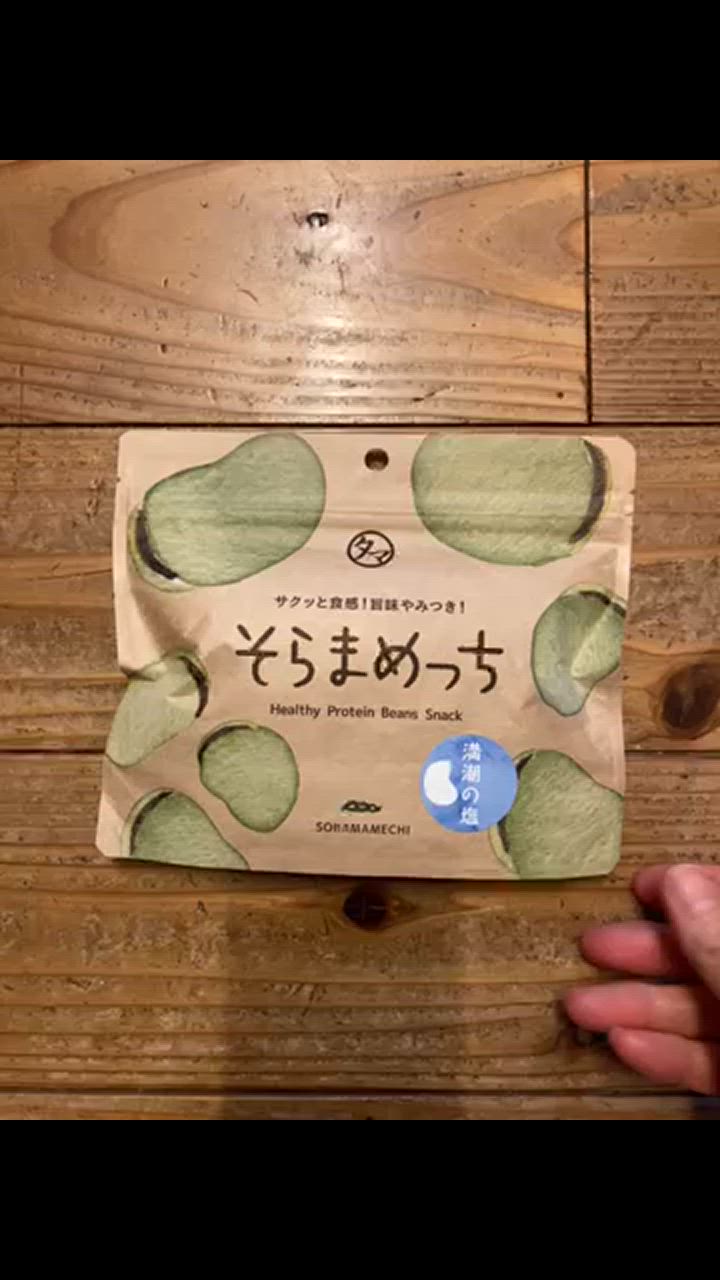 タマ
サクッと食感！旨味やみつき！
そらまめっち
Healthy Protein Beans Snack
満潮の塩
SORAMAMECHI